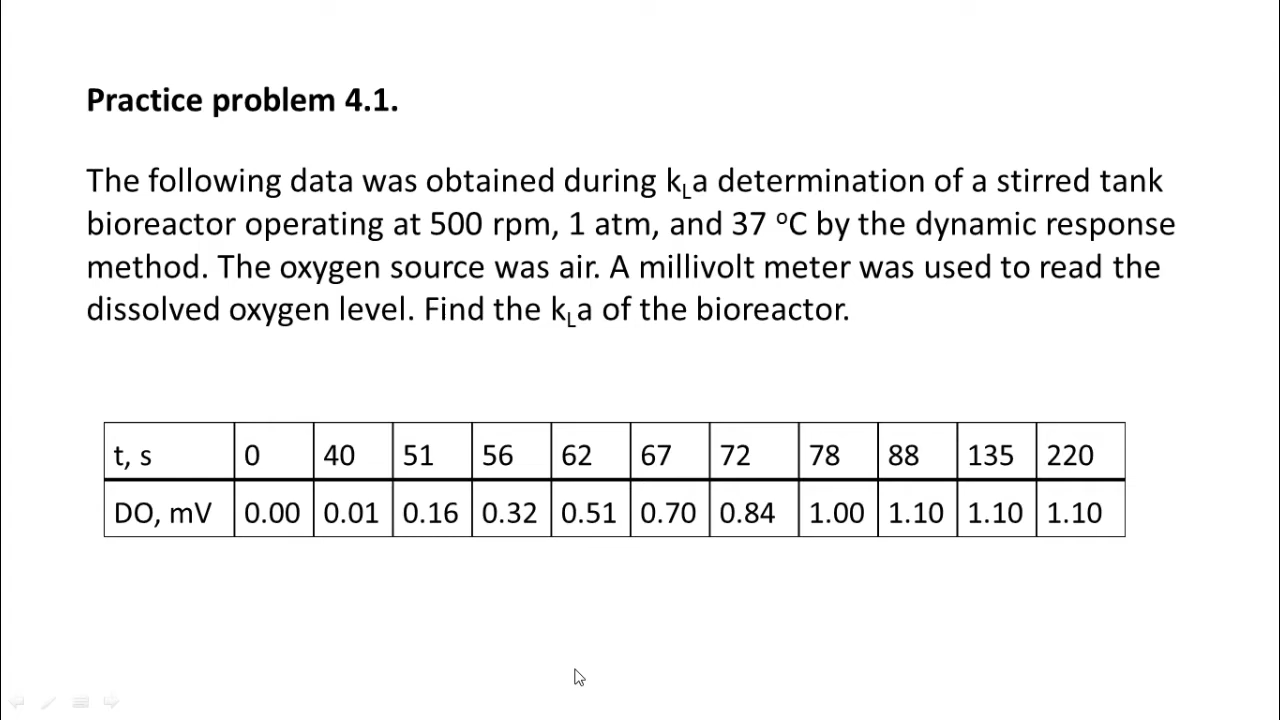 Practice problem 4.1.
The following data was obtained during kLa determination of a stirred tank
bioreactor operating at 500 rpm, 1 atm, and 37 ºC by the dynamic response
method. The oxygen source was air. A millivolt meter was used to read the
dissolved oxygen level. Find the kLa of the bioreactor.
t, s 0 40 51 56 62 67 72 78 88 135 220
DO, mV 0.00 0.01 0.16 0.32 0.51 0.70 0.84 1.00 1.10 1.10 1.10